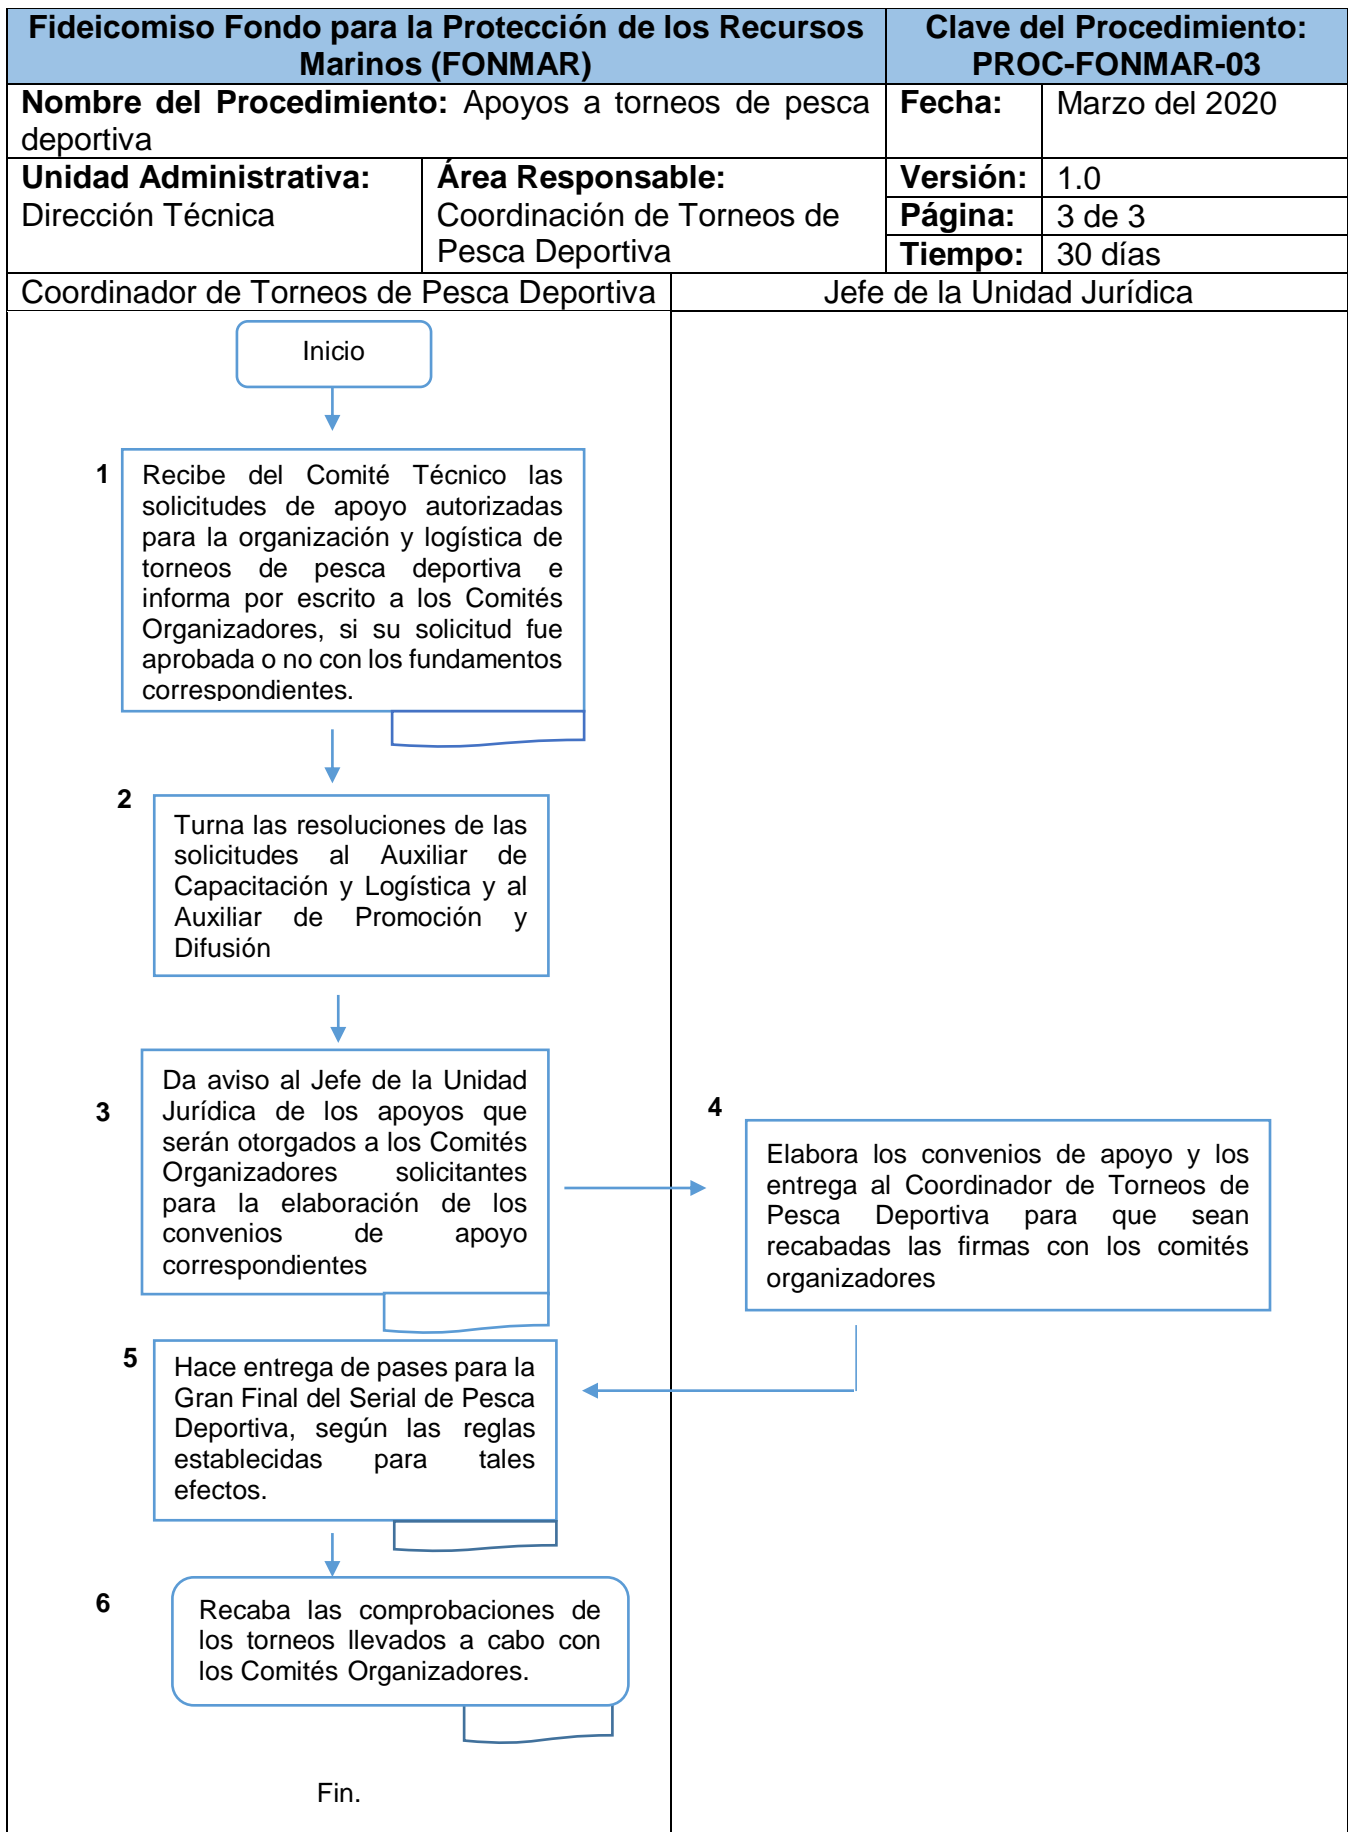 Fideicomiso Fondo para la Protección de los Recursos
Marinos (FONMAR)
Clave del Procedimiento:
PROC-FONMAR-03
Nombre del Procedimiento: Apoyos a torneos de pesca
deportiva
Fecha:
Marzo del 2020
Unidad Administrativa:
Dirección Técnica
Área Responsable:
Coordinación de Torneos de
Pesca Deportiva
Versión:
1.0
Página:
3 de 3
Tiempo:
30 días
Coordinador de Torneos de Pesca Deportiva
Jefe de la Unidad Jurídica
Inicio
1
Recibe del Comité Técnico las
solicitudes de apoyo autorizadas
para la organización y logística de
torneos de pesca deportiva e
informa por escrito a los Comités
Organizadores, si su solicitud fue
aprobada o no con los fundamentos
correspondientes.
2
Turna las resoluciones de las
solicitudes al Auxiliar de
Capacitación y Logística y al
Auxiliar de Promoción y
Difusión
3
Da aviso al Jefe de la Unidad
Jurídica de los apoyos que
serán otorgados a los Comités
Organizadores solicitantes
para la elaboración de los
convenios de apoyo
correspondientes
4
Elabora los convenios de apoyo y los
entrega al Coordinador de Torneos de
Pesca Deportiva para que sean
recabadas las firmas con los comités
organizadores
5
Hace entrega de pases para la
Gran Final del Serial de Pesca
Deportiva, según las reglas
establecidas para tales
efectos.
6
Recaba las comprobaciones de
los torneos llevados a cabo con
los Comités Organizadores.
Fin.